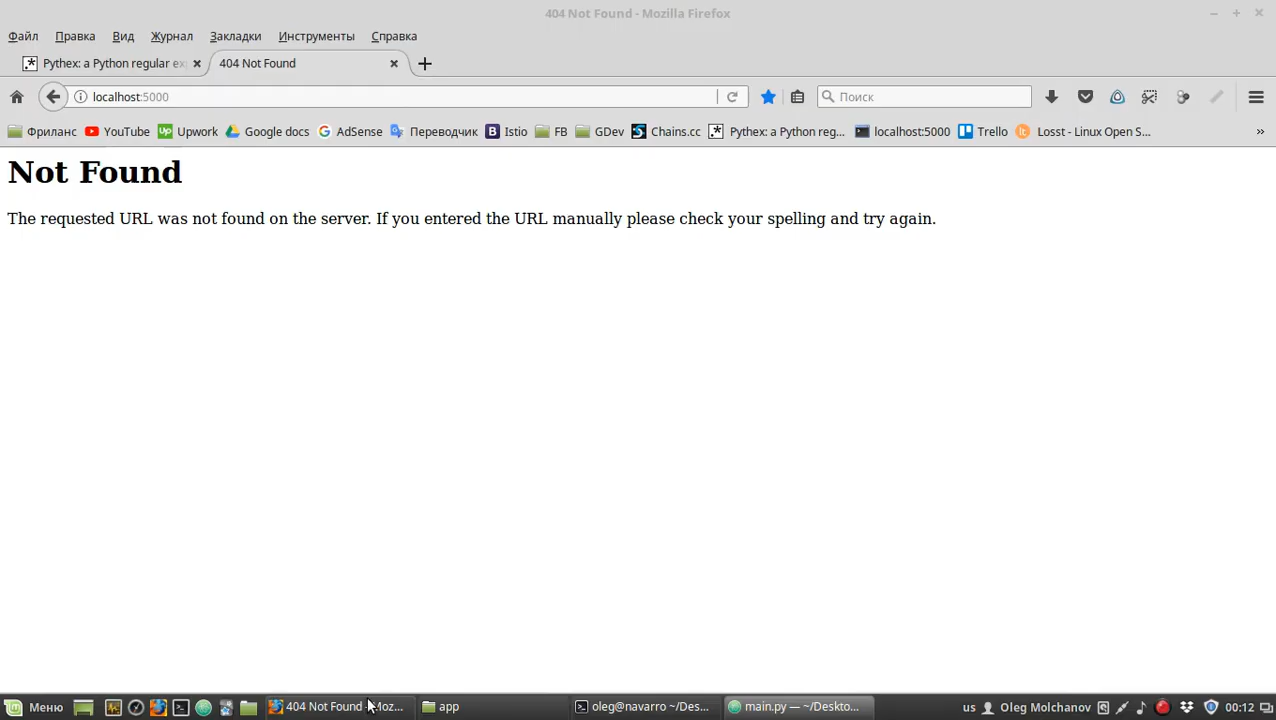 404 Not Found - Mozilla Firefox
Файл Правка Вид Журнал Закладки Инструменты Справка
Pythex: a Python regular ex 404 Not Found
localhost:5000 Поиск
Фриланс YouTube Upwork Google docs AdSense Переводчик Istio FB GDev Chains.cc Pythex: a Python reg... localhost:5000 Trello Losst - Linux Open S... »
Not Found
The requested URL was not found on the server. If you entered the URL manually please check your spelling and try again.
Меню 404 Not Found - Moz... app oleg@navarro ~/Des... main.py — ~/Deskto... us Oleg Molchanov 00:12